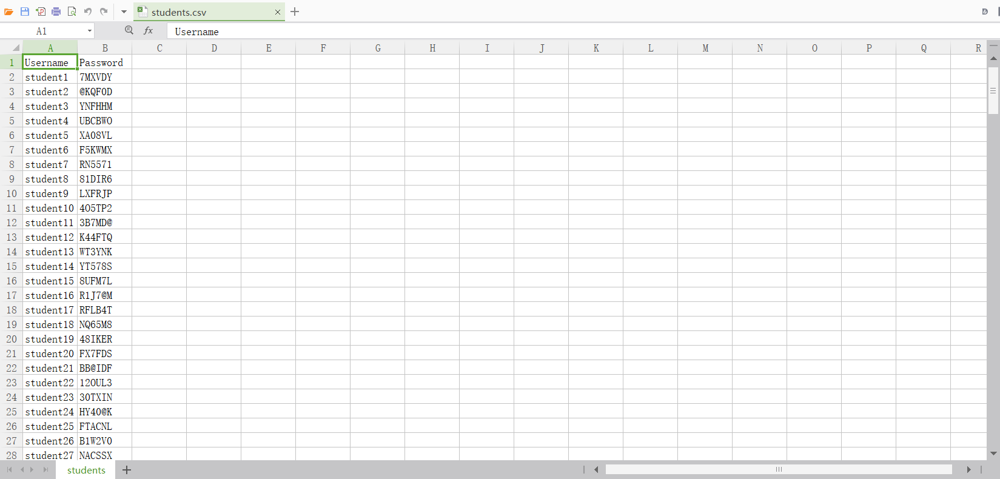 students.csv
A1 fx Username
A B C D E F G H I J K L M N O P Q R
1 Username Password
2 student1 7MXVDY
3 student2 @KQF0D
4 student3 YNFHHM
5 student4 UBCBWO
6 student5 XA08VL
7 student6 F5KWMX
8 student7 RN5571
9 student8 81DIR6
10 student9 LXFRJP
11 student10 405TP2
12 student11 3B7MD@
13 student12 K44FTQ
14 student13 WT3YNK
15 student14 YT578S
16 student15 8UFM7L
17 student16 R1J7@M
18 student17 RFLB4T
19 student18 NQ65M8
20 student19 48IKER
21 student20 FX7FDS
22 student21 BB@IDF
23 student22 12OUL3
24 student23 30TXIN
25 student24 HY40@K
26 student25 FTACNL
27 student26 B1W2V0
28 student27 NACSSX
students